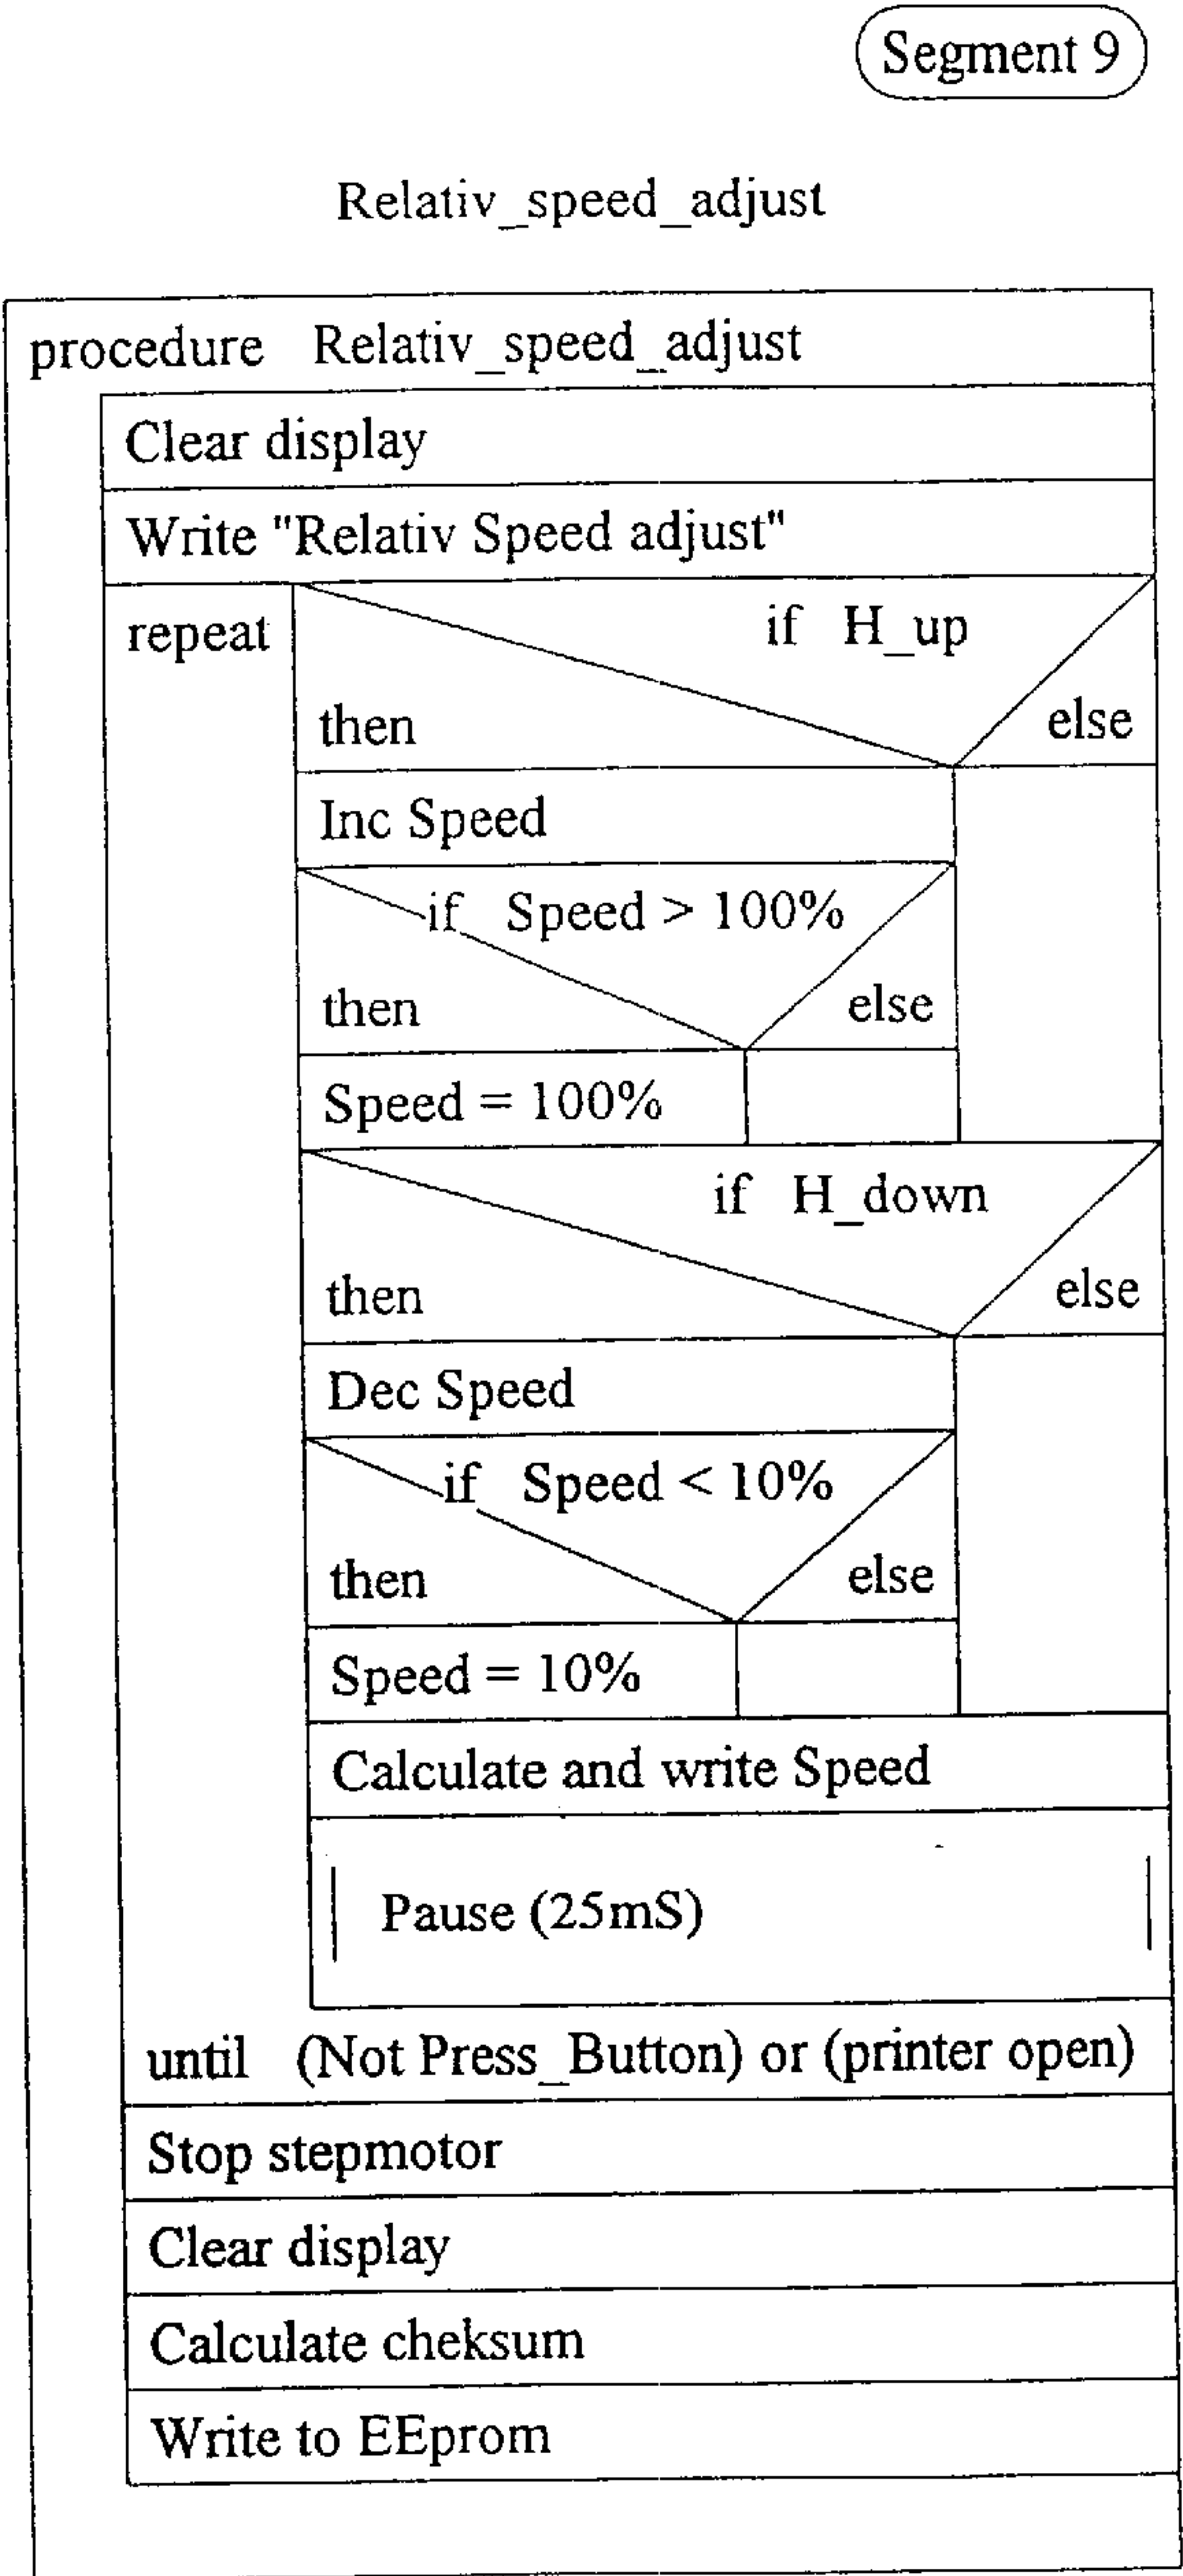 Segment 9
Relativ_speed_adjust
procedure Relativ_speed_adjust
Clear display
Write "Relativ Speed adjust"
repeat if H_up
then else
Inc Speed
if Speed > 100%
then else
Speed = 100%
if H_down
then else
Dec Speed
if Speed < 10%
then else
Speed = 10%
Calculate and write Speed
Pause (25mS)
until (Not Press_Button) or (printer open)
Stop stepmotor
Clear display
Calculate cheksum
Write to EEprom